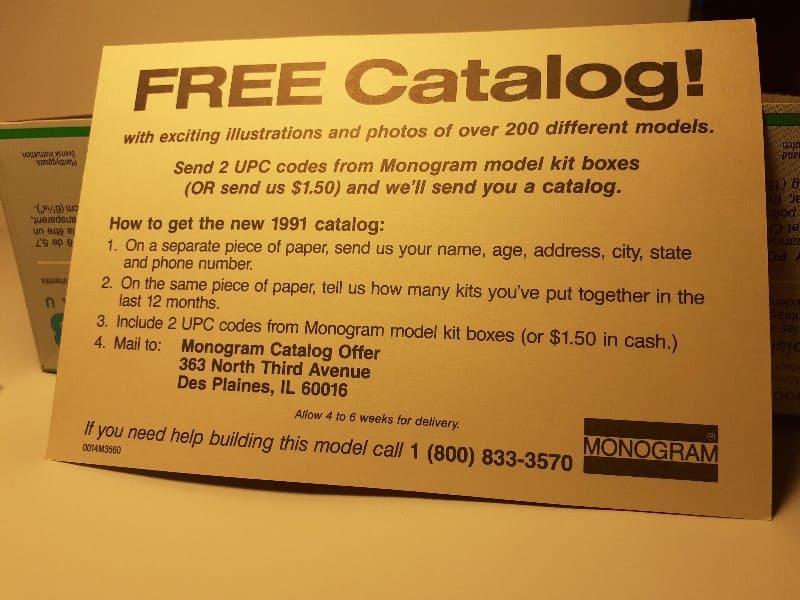 FREE Catalog!
with exciting illustrations and photos of over 200 different models.
Send 2 UPC codes from Monogram model kit boxes
(OR send us $1.50) and we'll send you a catalog.
How to get the new 1991 catalog:
1. On a separate piece of paper, send us your name, age, address, city, state
and phone number.
2. On the same piece of paper, tell us how many kits you've put together in the
last 12 months.
3. Include 2 UPC codes from Monogram model kit boxes (or $1.50 in cash.)
4. Mail to: Monogram Catalog Offer
363 North Third Avenue
Des Plaines, IL 60016
Allow 4 to 6 weeks for delivery.
If you need help building this model call 1 (800) 833-3570
0014M3560
MONOGRAM®